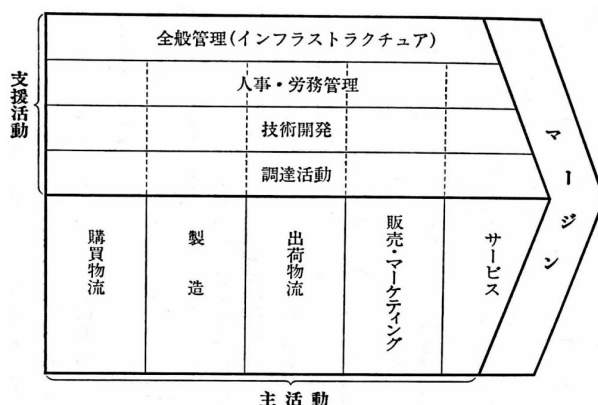 全般管理(インフラストラクチュア)
人事・労務管理
技術開発
調達活動
支援活動
購買物流
製造
出荷物流
販売・マーケティング
サービス
マージン
主活動